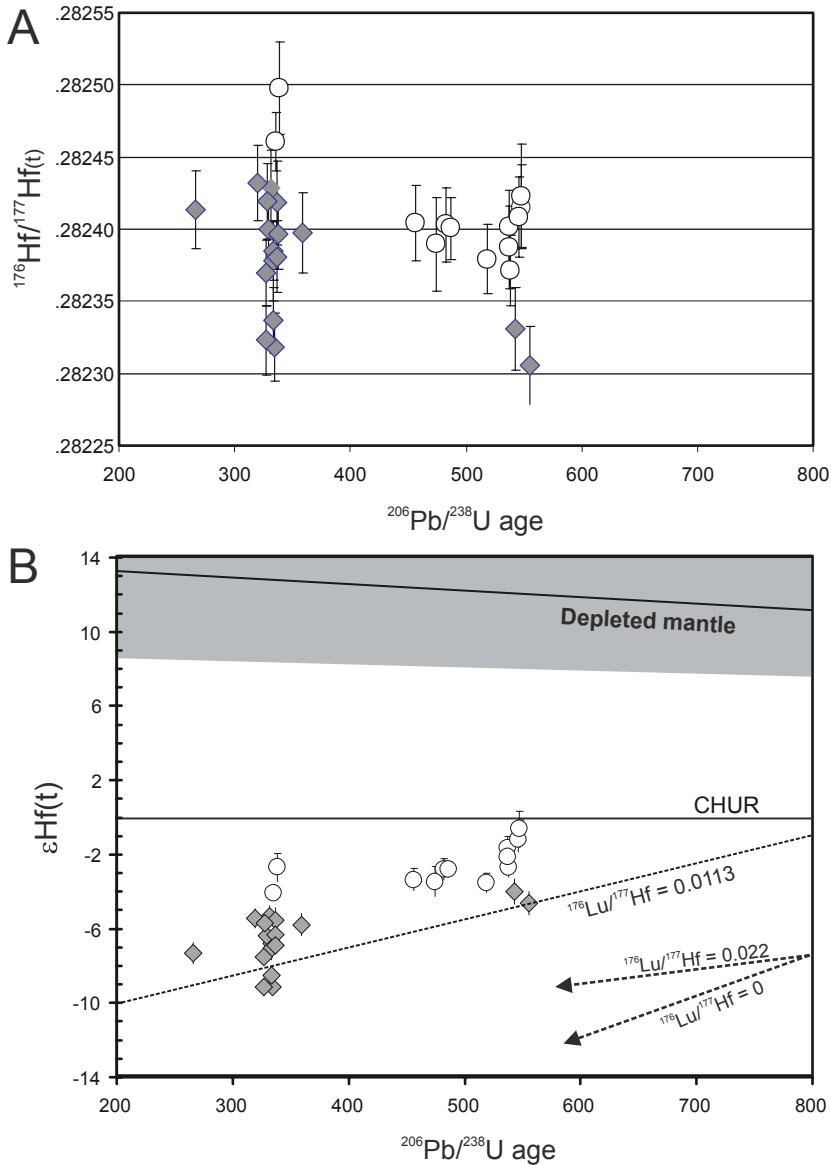 A
.28255
.28250
.28245
.28240
.28235
.28230
.28225
¹⁷⁶Hf/¹⁷⁷Hf(t)
200 300 400 500 600 700 800
²⁰⁶Pb/²³⁸U age
B
14
10
6
2
-2
-6
-10
-14
εHf(t)
Depleted mantle
CHUR
¹⁷⁶Lu/¹⁷⁷Hf = 0.0113
¹⁷⁶Lu/¹⁷⁷Hf = 0.022
¹⁷⁶Lu/¹⁷⁷Hf = 0
200 300 400 500 600 700 800
²⁰⁶Pb/²³⁸U age